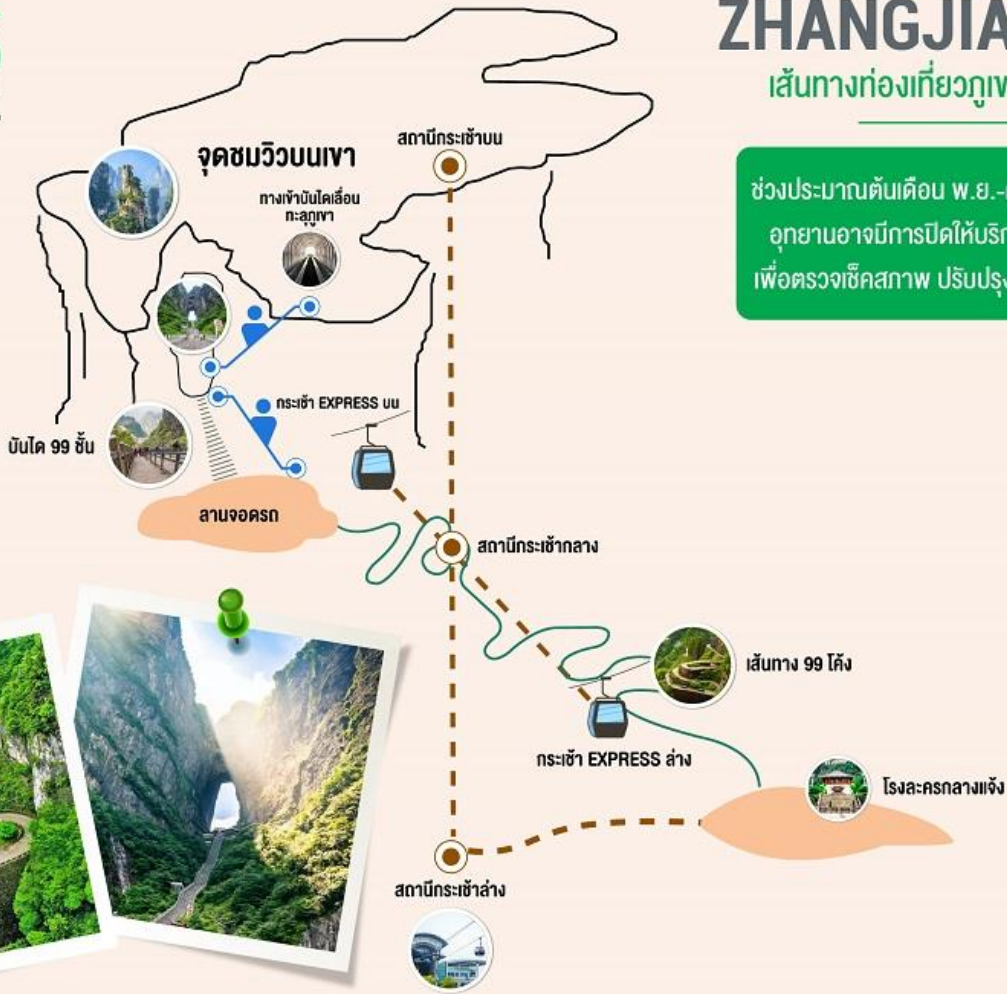 ZHANGJIA
เส้นทางท่องเที่ยวภูเข
ช่วงประมาณต้นเดือน พ.ย.-
อุทยานอาจมีการปิดให้บริก
เพื่อตรวจเช็คสภาพ ปรับปรุง
สถานีกระเช้าบน
จุดชมวิวบนเขา
ทางเข้าบันไดเลื่อน
ทะลุภูเขา
กระเช้า EXPRESS บน
บันได 99 ชั้น
ลานจอดรถ
สถานีกระเช้ากลาง
เส้นทาง 99 โค้ง
กระเช้า EXPRESS ล่าง
โรงละครกลางแจ้ง
สถานีกระเช้าล่าง